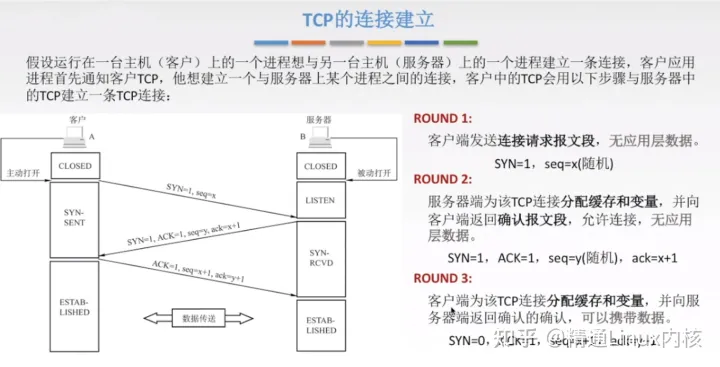 TCP的连接建立
假设运行在一台主机（客户）上的一个进程想与另一台主机（服务器）上的一个进程建立一条连接，客户应用
进程首先通知客户TCP，他想建立一个与服务器上某个进程之间的连接，客户中的TCP会用以下步骤与服务器中
的TCP建立一条TCP连接：
客户
A
服务器
B
主动打开
CLOSED
CLOSED
被动打开
SYN=1, seq=x
LISTEN
SYN-
SENT
SYN=1, ACK=1, seq=y, ack=x+1
SYN-
RCVD
ACK=1, seq=x+1, ack=y+1
ESTAB-
LISHED
数据传送
ESTAB-
LISHED
ROUND 1:
客户端发送连接请求报文段，无应用层数据。
SYN=1，seq=x(随机)
ROUND 2:
服务器端为该TCP连接分配缓存和变量，并向
客户端返回确认报文段，允许连接，无应用
层数据。
SYN=1，ACK=1，seq=y(随机)，ack=x+1
ROUND 3:
客户端为该TCP连接分配缓存和变量，并向服
务器端返回确认的确认，可以携带数据。
SYN=0，ACK=1，seq=x+1，ack=y+1
知乎 @精通Linux内核